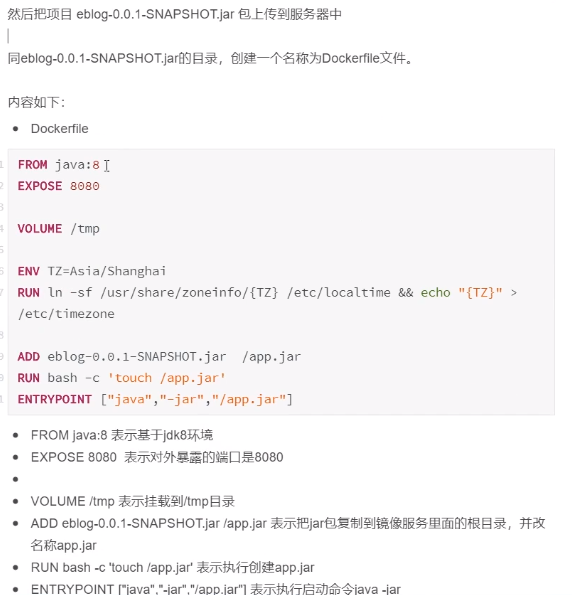 然后把项目 eblog-0.0.1-SNAPSHOT.jar 包上传到服务器中
同eblog-0.0.1-SNAPSHOT.jar的目录，创建一个名称为Dockerfile文件。
内容如下：
Dockerfile
FROM java:8
EXPOSE 8080
VOLUME /tmp
ENV TZ=Asia/Shanghai
RUN ln -sf /usr/share/zoneinfo/{TZ} /etc/localtime && echo "{TZ}" >
/etc/timezone
ADD eblog-0.0.1-SNAPSHOT.jar  /app.jar
RUN bash -c 'touch /app.jar'
ENTRYPOINT ["java","-jar","/app.jar"]
FROM java:8 表示基于jdk8环境
EXPOSE 8080  表示对外暴露的端口是8080
VOLUME /tmp 表示挂载到/tmp目录
ADD eblog-0.0.1-SNAPSHOT.jar /app.jar 表示把jar包复制到镜像服务里面的根目录，并改
名称app.jar
RUN bash -c 'touch /app.jar' 表示执行创建app.jar
ENTRYPOINT ["java","-jar","/app.jar"] 表示执行启动命令java -jar